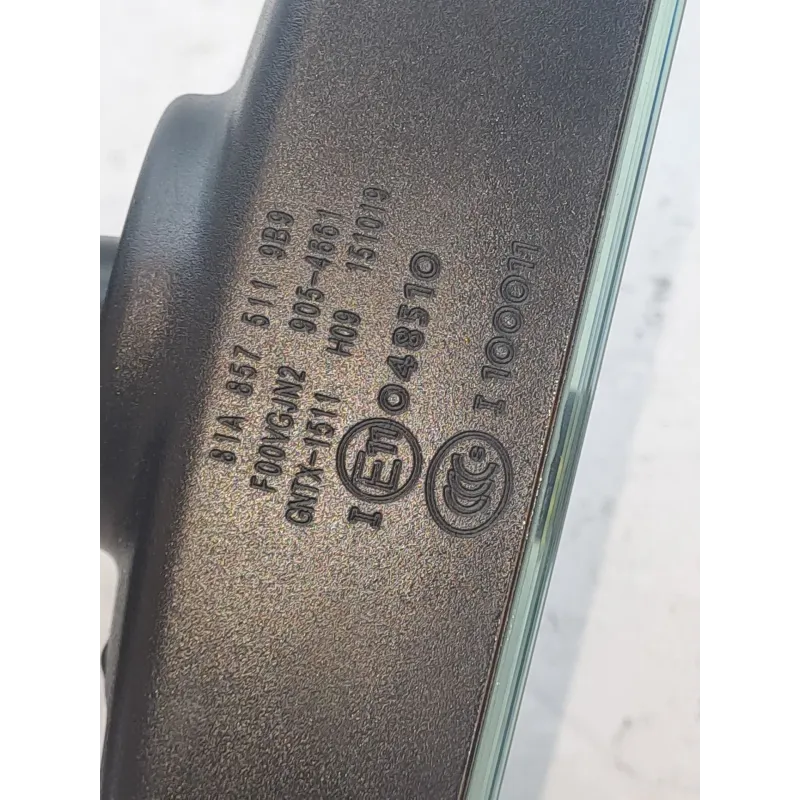 81A 857 511 9B9
F00VGJN2 905-4661
GNTX-1511 H09 151019
I E11 048510
CCC S I 100011